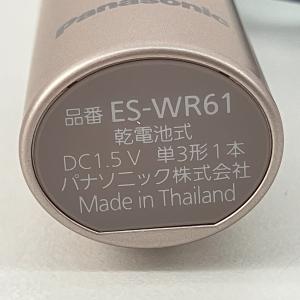 Panasonic
品番 ES-WR61
乾電池式
DC1.5V 単3形1本
パナソニック株式会社
Made in Thailand